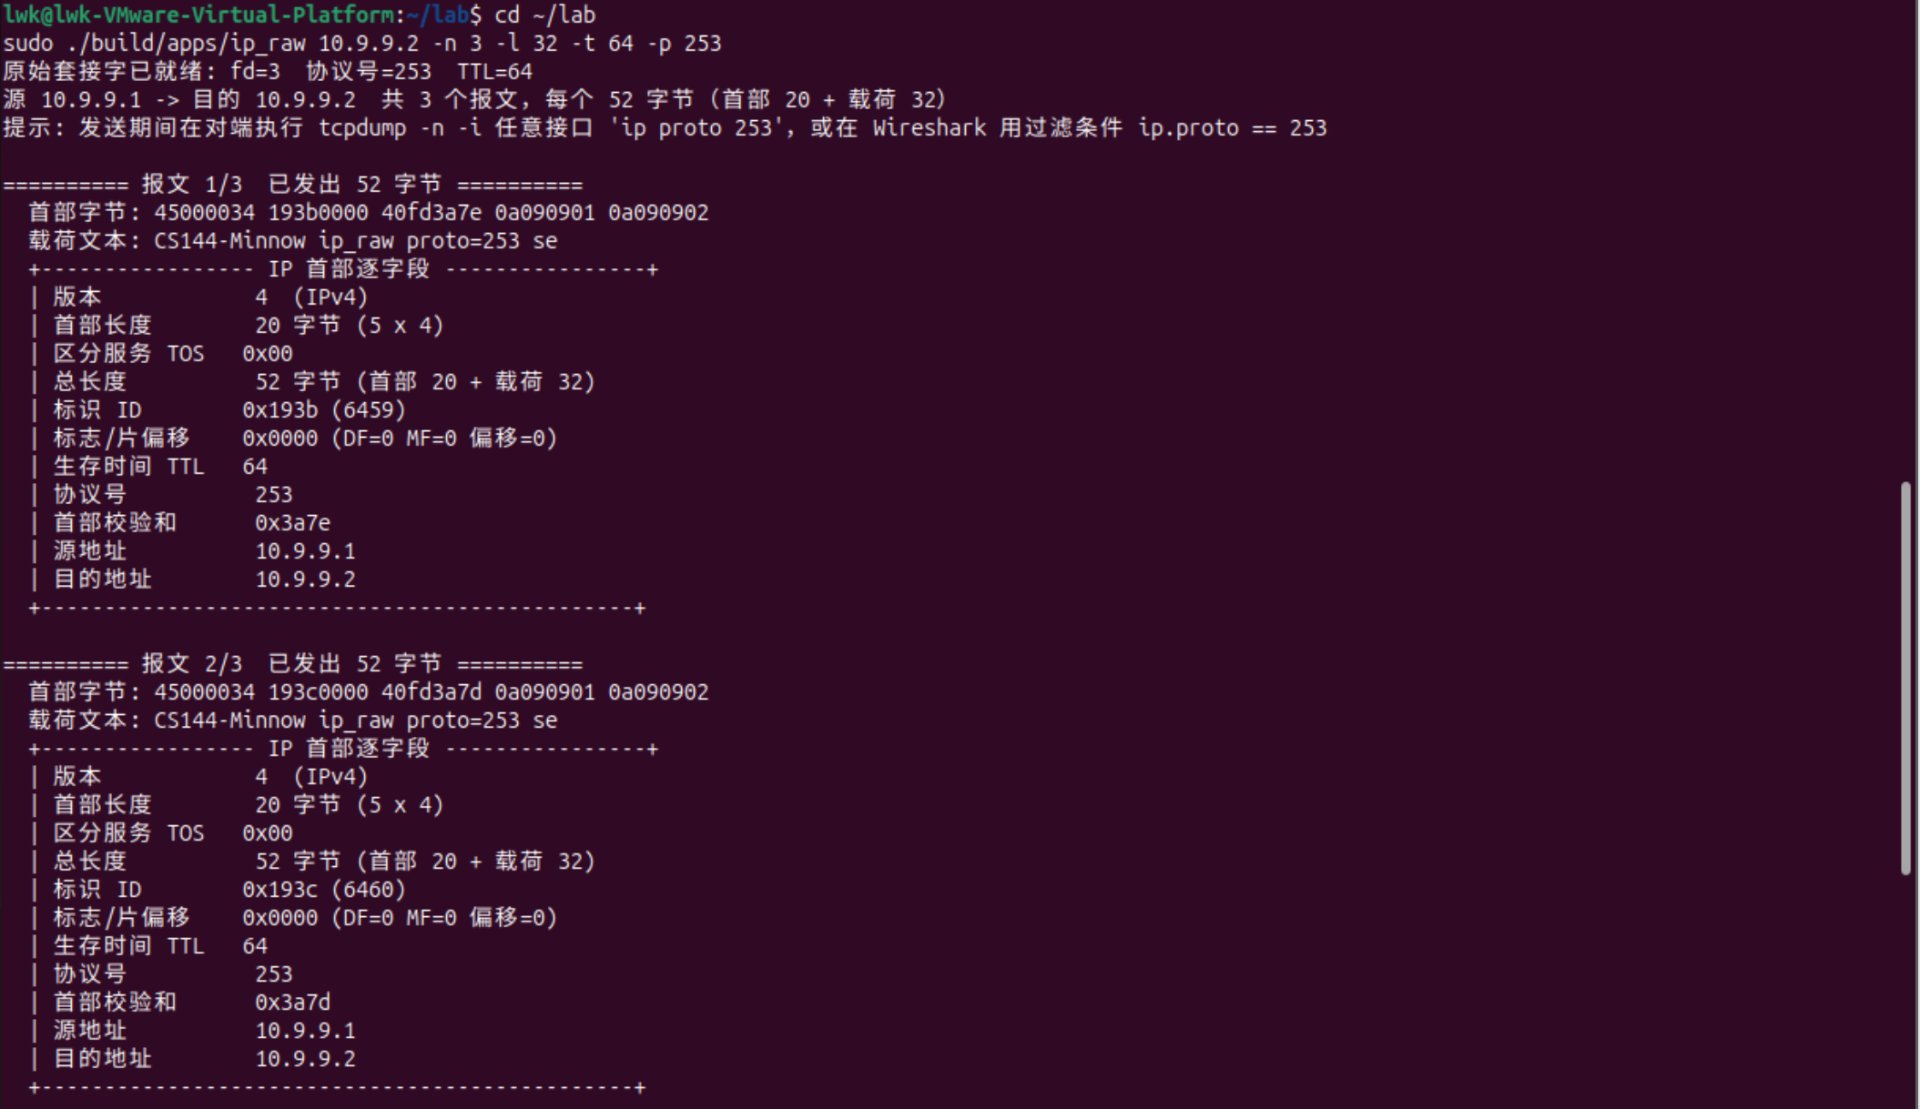 lwk@lwk-VMware-Virtual-Platform:~/lab$ cd ~/lab
sudo ./build/apps/ip_raw 10.9.9.2 -n 3 -l 32 -t 64 -p 253
原始套接字已就绪: fd=3  协议号=253  TTL=64
源 10.9.9.1 -> 目的 10.9.9.2  共 3 个报文，每个 52 字节（首部 20 + 载荷 32）
提示: 发送期间在对端执行 tcpdump -n -i 任意接口 'ip proto 253'，或在 Wireshark 用过滤条件 ip.proto == 253
========== 报文 1/3  已发出 52 字节 ==========
首部字节: 45000034 193b0000 40fd3a7e 0a090901 0a090902
载荷文本: CS144-Minnow ip_raw proto=253 se
+----------------- IP 首部逐字段 ----------------+
| 版本            4  (IPv4)
| 首部长度        20 字节 (5 x 4)
| 区分服务 TOS   0x00
| 总长度          52 字节 (首部 20 + 载荷 32)
| 标识 ID        0x193b (6459)
| 标志/片偏移    0x0000 (DF=0 MF=0 偏移=0)
| 生存时间 TTL   64
| 协议号          253
| 首部校验和      0x3a7e
| 源地址          10.9.9.1
| 目的地址        10.9.9.2
+-----------------------------------------------+
========== 报文 2/3  已发出 52 字节 ==========
首部字节: 45000034 193c0000 40fd3a7d 0a090901 0a090902
载荷文本: CS144-Minnow ip_raw proto=253 se
+----------------- IP 首部逐字段 ----------------+
| 版本            4  (IPv4)
| 首部长度        20 字节 (5 x 4)
| 区分服务 TOS   0x00
| 总长度          52 字节 (首部 20 + 载荷 32)
| 标识 ID        0x193c (6460)
| 标志/片偏移    0x0000 (DF=0 MF=0 偏移=0)
| 生存时间 TTL   64
| 协议号          253
| 首部校验和      0x3a7d
| 源地址          10.9.9.1
| 目的地址        10.9.9.2
+-----------------------------------------------+